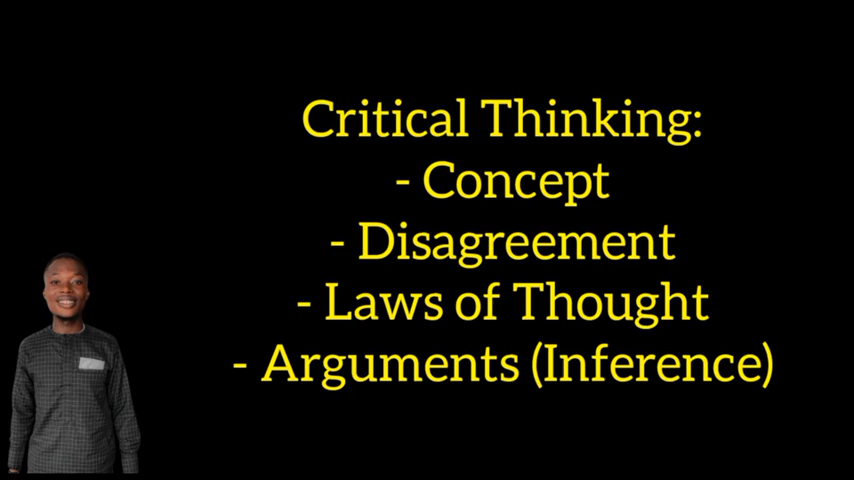 Critical Thinking:
- Concept
- Disagreement
- Laws of Thought
- Arguments (Inference)